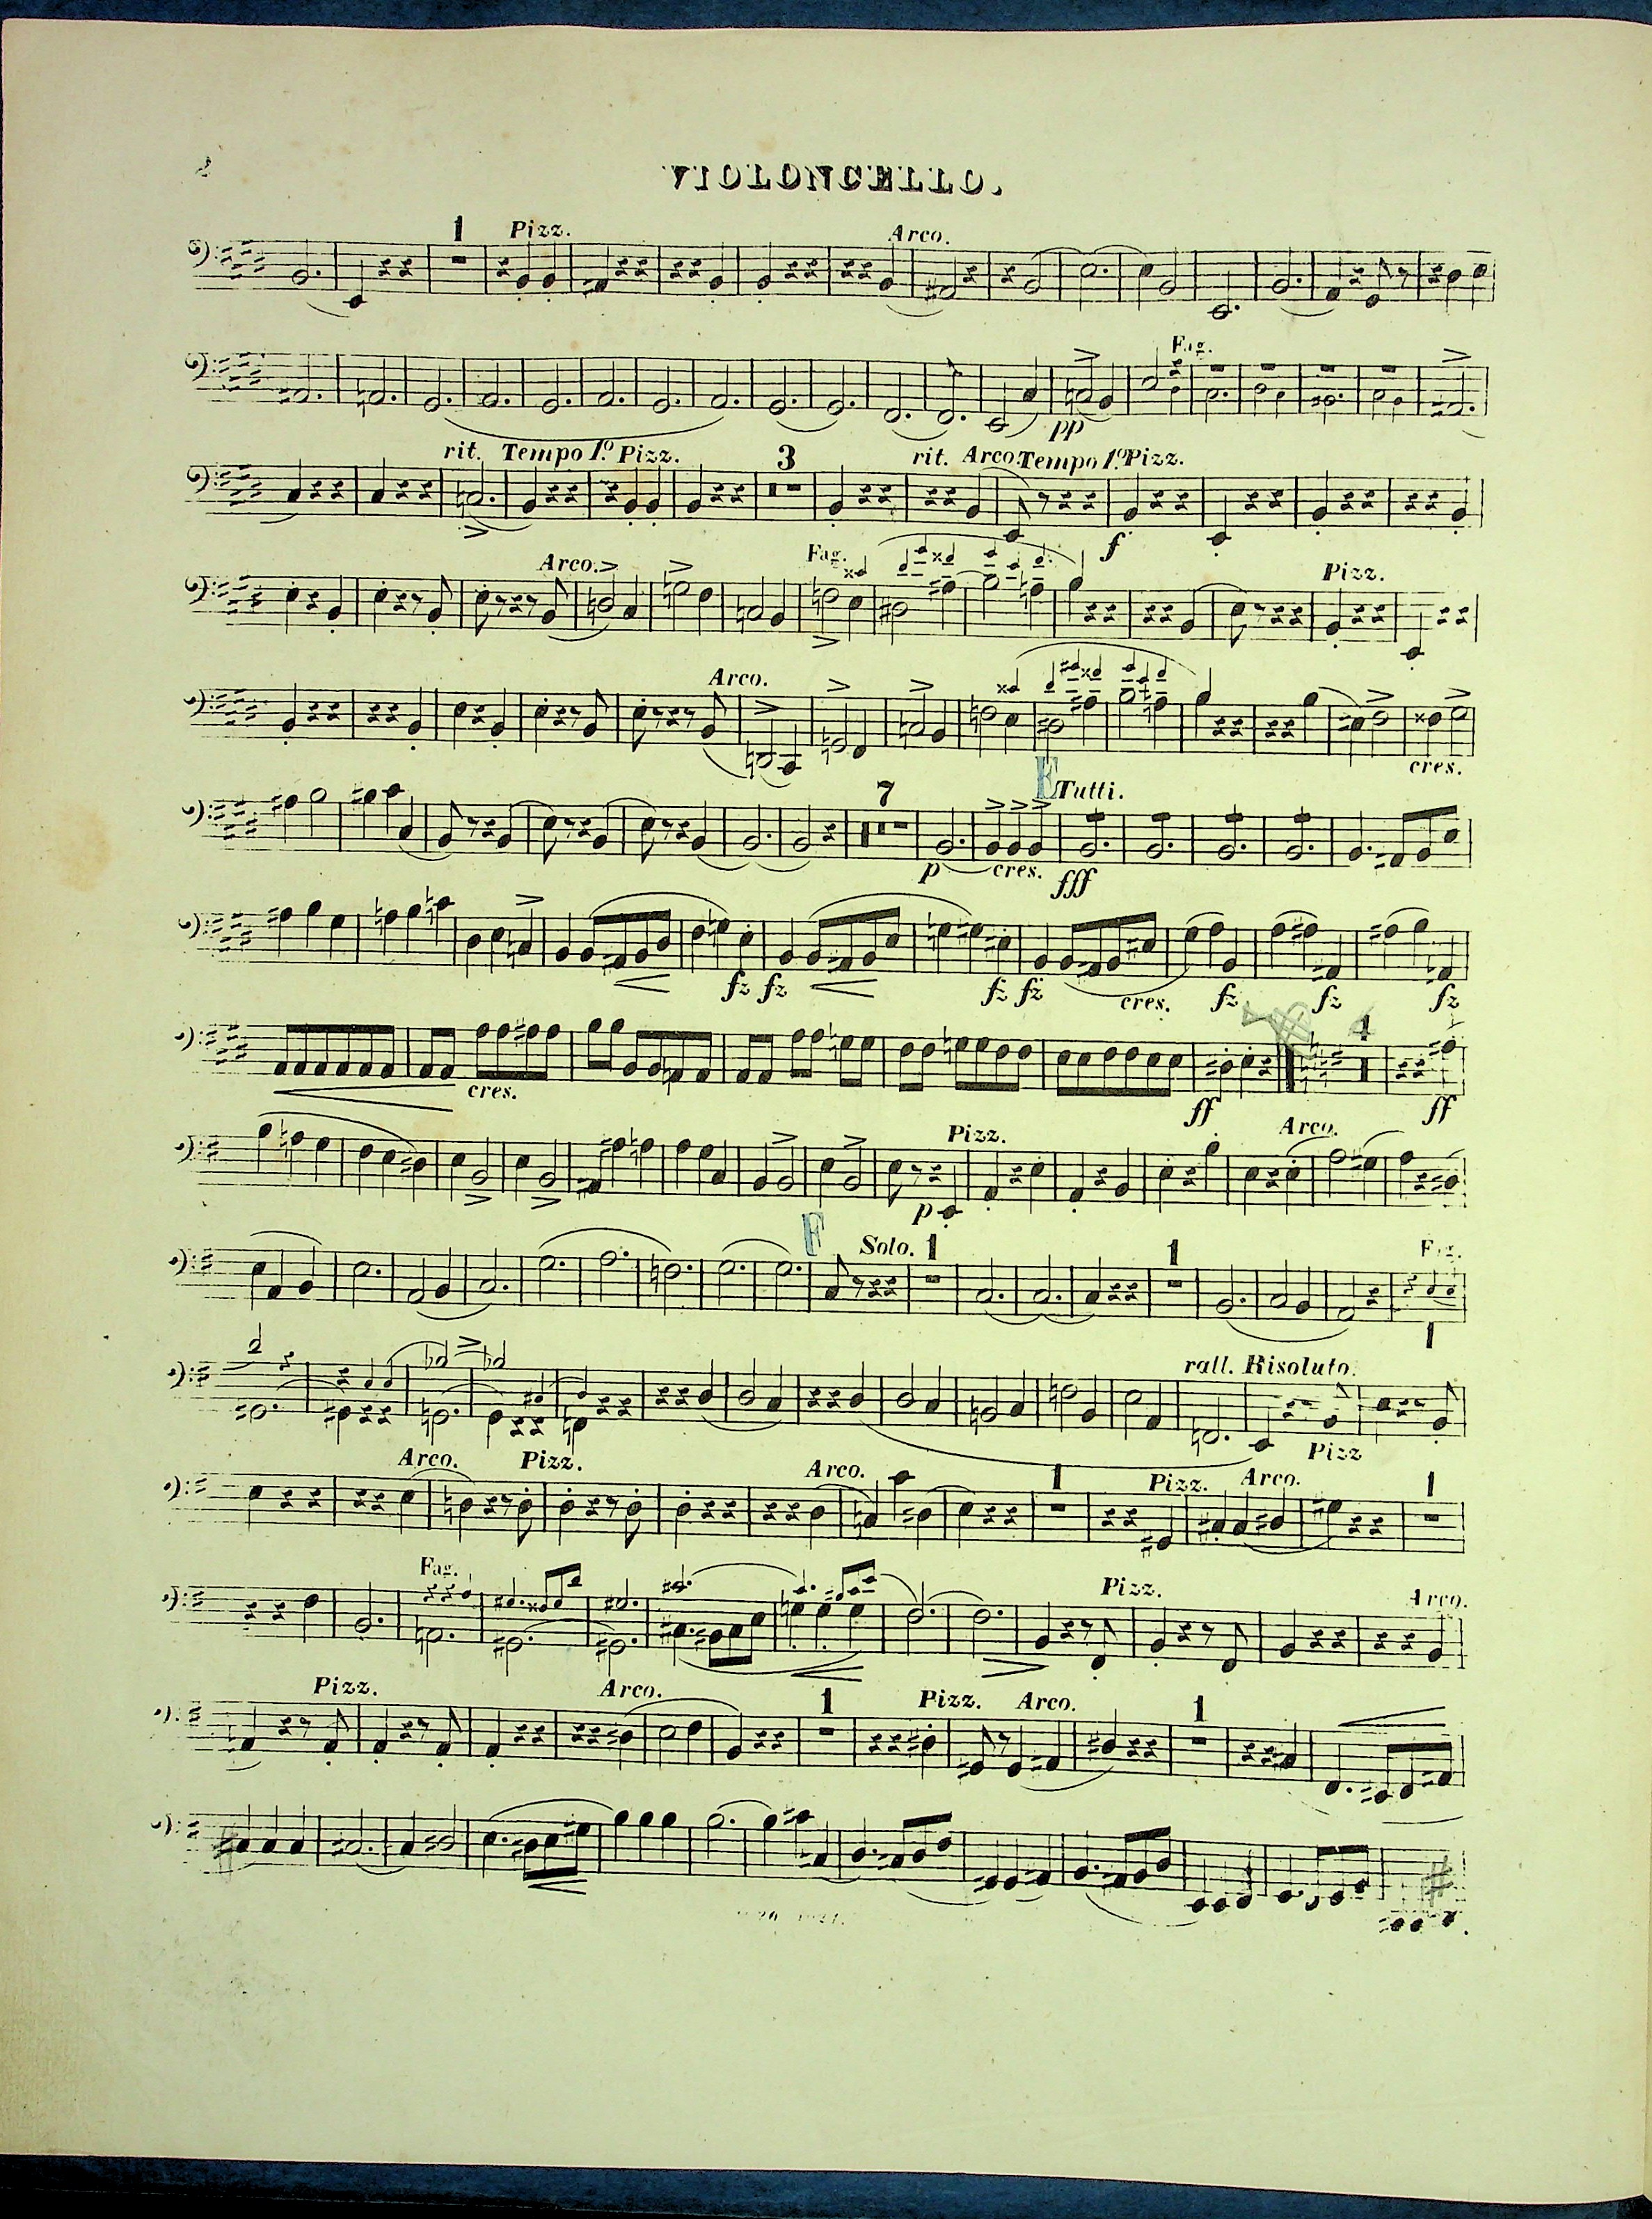 2
VIOLONCELLO.
1 Pizz. Arco.
Fag.
pp
rit. Tempo 1º. Pizz. 3 rit. Arco. Tempo 1º. Pizz.
f
Arco. Fag. Pizz.
Arco.
cres.
E Tutti.
7
p cres. fff
fz fz fz fz cres. fz fz fz
4
cres. ff ff
Pizz. Arco.
p
F Solo. 1 1 Fag.
1
rall. Risoluto.
Pizz
Arco. Pizz. Arco. 1 Pizz. Arco. 1
Fag. Pizz. Arco.
Pizz. Arco. 1 Pizz. Arco. 1